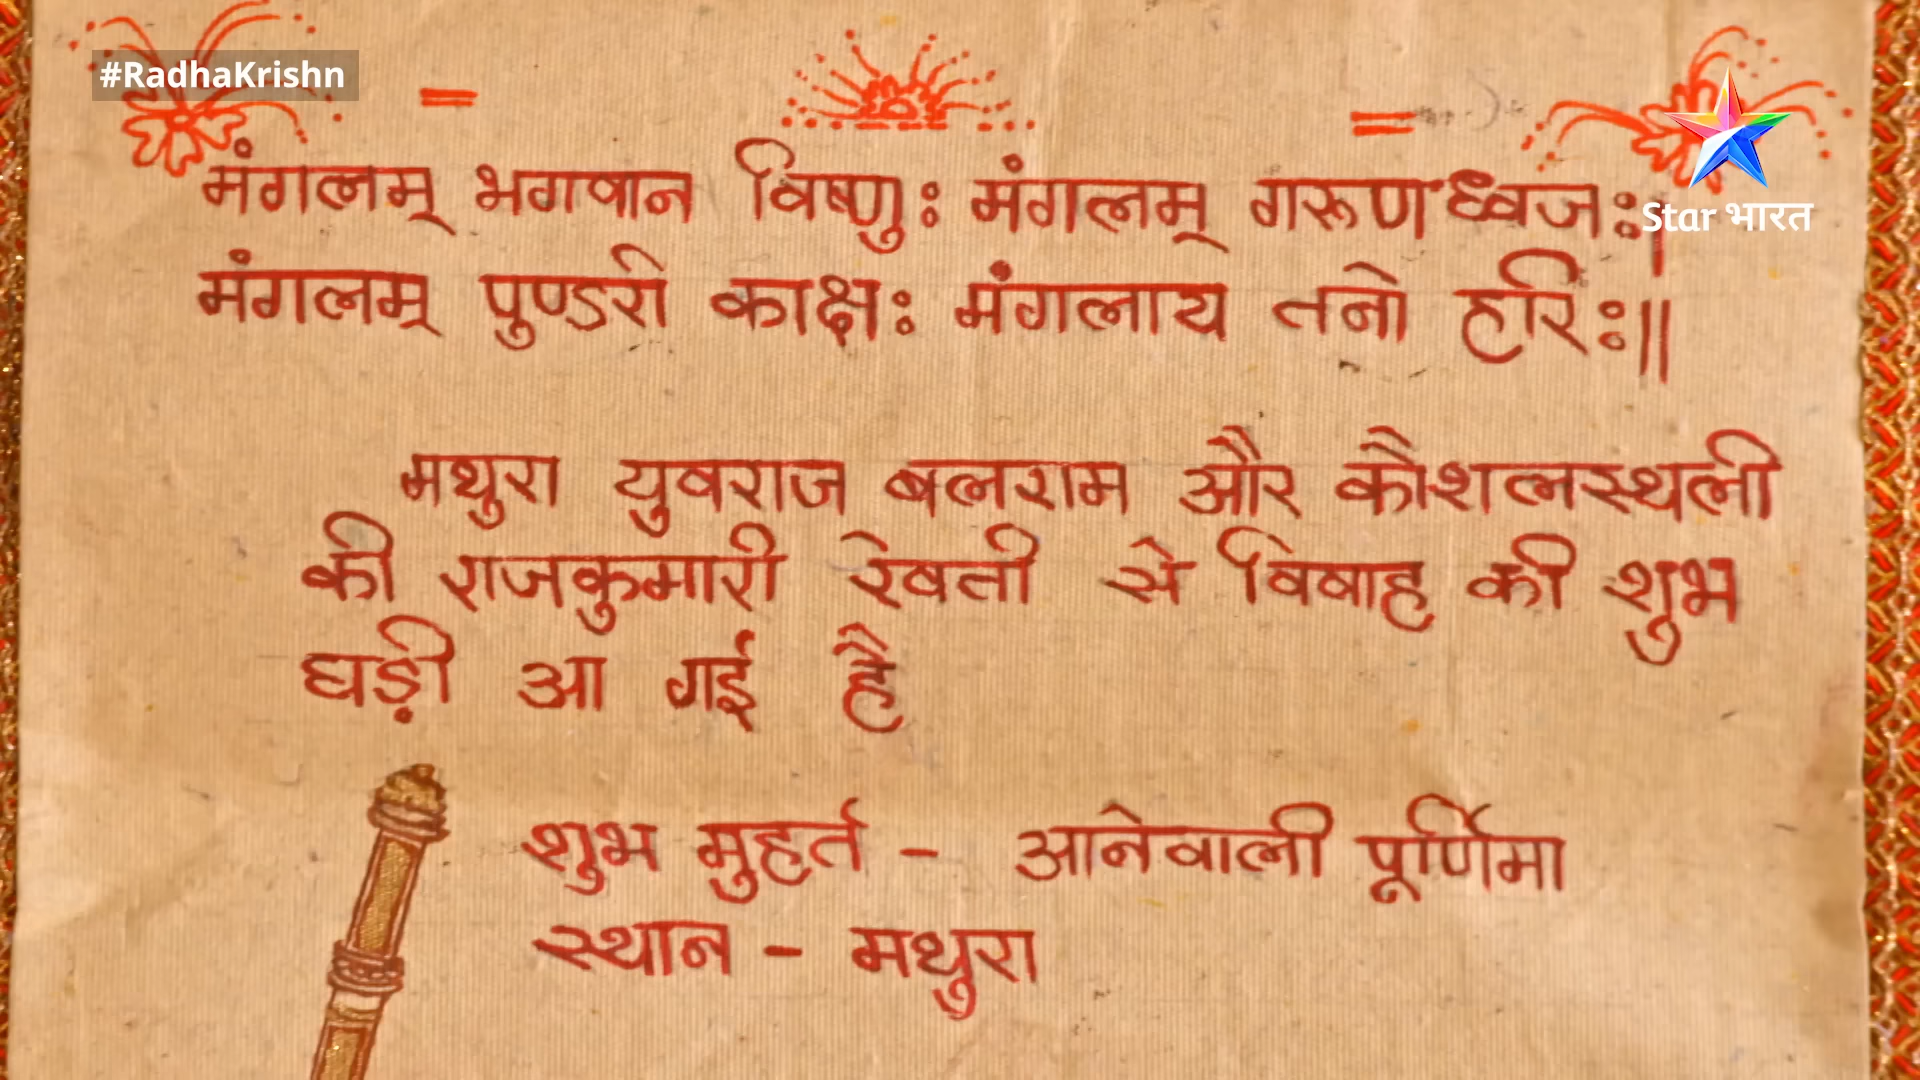 #RadhaKrishn
Star भारत
मंगलम् भगवान विष्णुः मंगलम् गरूणध्वजः।
मंगलम् पुण्डरी काक्षः मंगलाय तनो हरिः॥
मथुरा युवराज बलराम और कौशलस्थली
की राजकुमारी रेवती से विवाह की शुभ
घड़ी आ गई है
शुभ मुहर्त - आनेवाली पूर्णिमा
स्थान - मथुरा